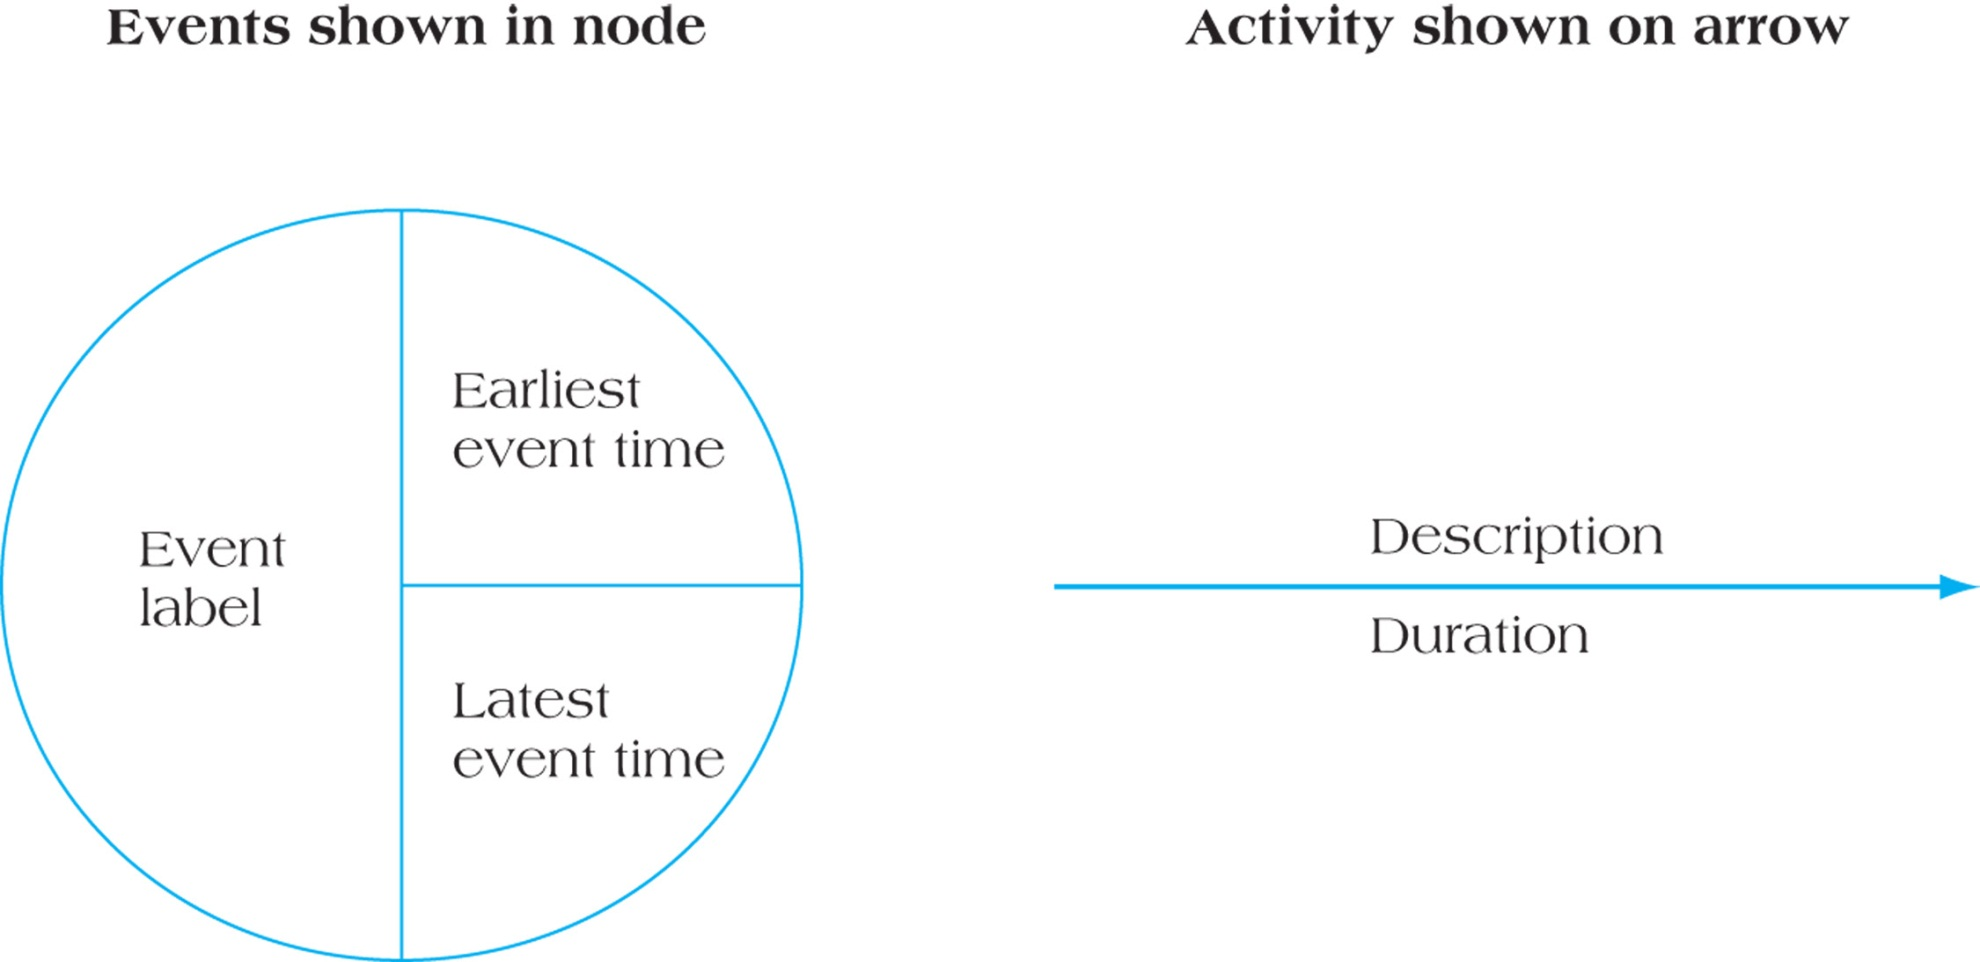 Events shown in node
Activity shown on arrow
Event
label
Earliest
event time
Latest
event time
Description
Duration